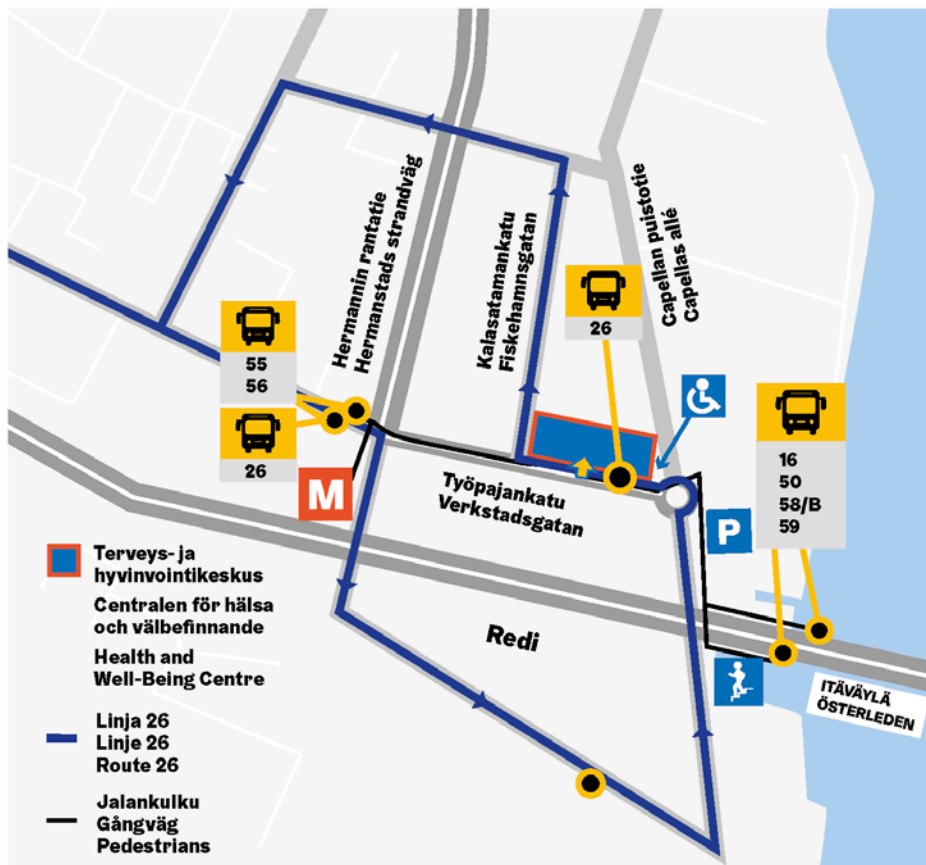 Hermannin rantatie
Hermanstads strandväg
Kalasatamankatu
Fiskehamnsgatan
Capellan puistotie
Capellas allé
26
55
56
26
16
50
58/B
59
M
Työpajankatu
Verkstadsgatan
P
Redi
ITÄVÄYLÄ
ÖSTERLEDEN
Terveys- ja
hyvinvointikeskus
Centralen för hälsa
och välbefinnande
Health and
Well-Being Centre
Linja 26
Linje 26
Route 26
Jalankulku
Gångväg
Pedestrians